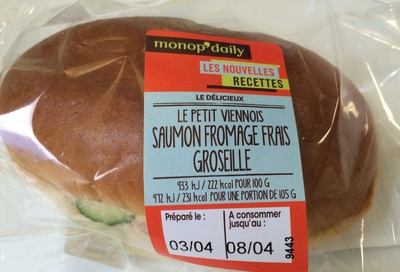 monop'daily
LES NOUVELLES
RECETTES
LE DÉLICIEUX
LE PETIT VIENNOIS
SAUMON FROMAGE FRAIS
GROSEILLE
933 kJ / 222 kcal POUR 100 G
972 kJ / 231 kcal POUR UNE PORTION DE 105 G
Préparé le :
03/04
A consommer
jusqu'au :
08/04
9443